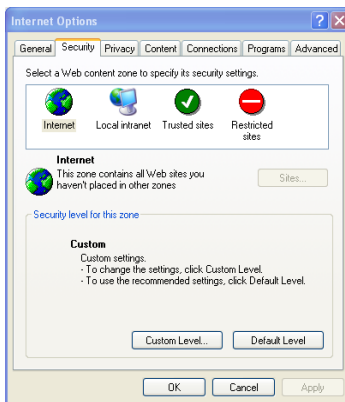 Internet Options
General Security Privacy Content Connections Programs Advanced
Select a Web content zone to specify its security settings.
Internet Local intranet Trusted sites Restricted
sites
Internet
This zone contains all Web sites you
haven't placed in other zones
Sites...
Security level for this zone
Custom
Custom settings.
- To change the settings, click Custom Level.
- To use the recommended settings, click Default Level.
Custom Level... Default Level
OK Cancel Apply